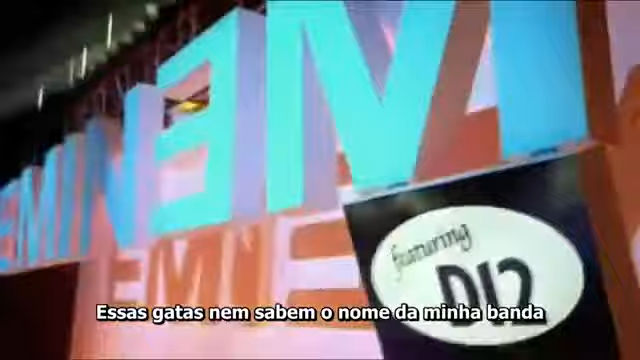 EMINEM
EMINEM
featuring
D12
Essas gatas nem sabem o nome da minha banda